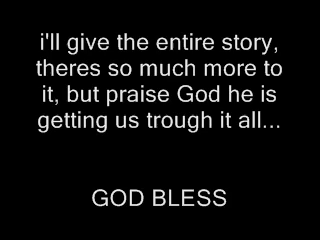 i'll give the entire story,
theres so much more to
it, but praise God he is
getting us trough it all...
GOD BLESS